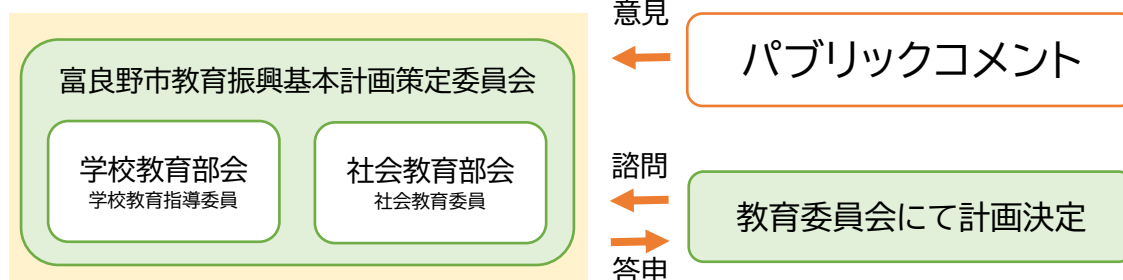 富良野市教育振興基本計画策定委員会
学校教育部会
学校教育指導委員
社会教育部会
社会教育委員
意見
パブリックコメント
諮問
答申
教育委員会にて計画決定